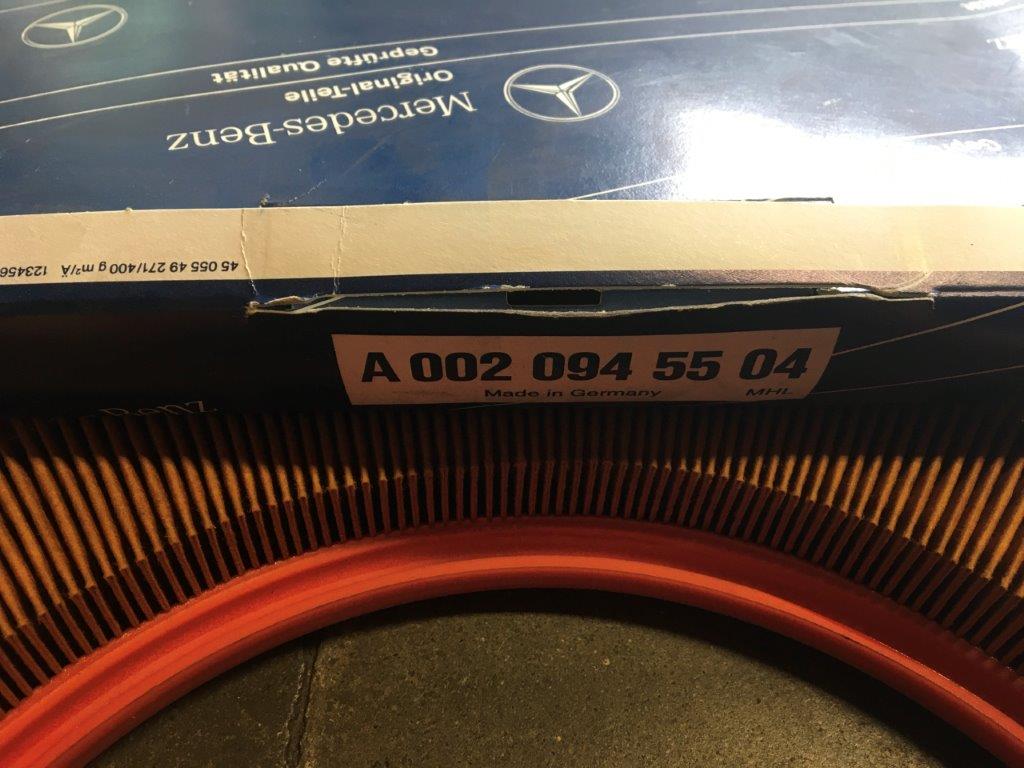 Mercedes-Benz
Original-Teile
Geprüfte Qualität
45 055 49 271/400 g m²/Ä 123456
A 002 094 55 04
Made in Germany MHL
Benz